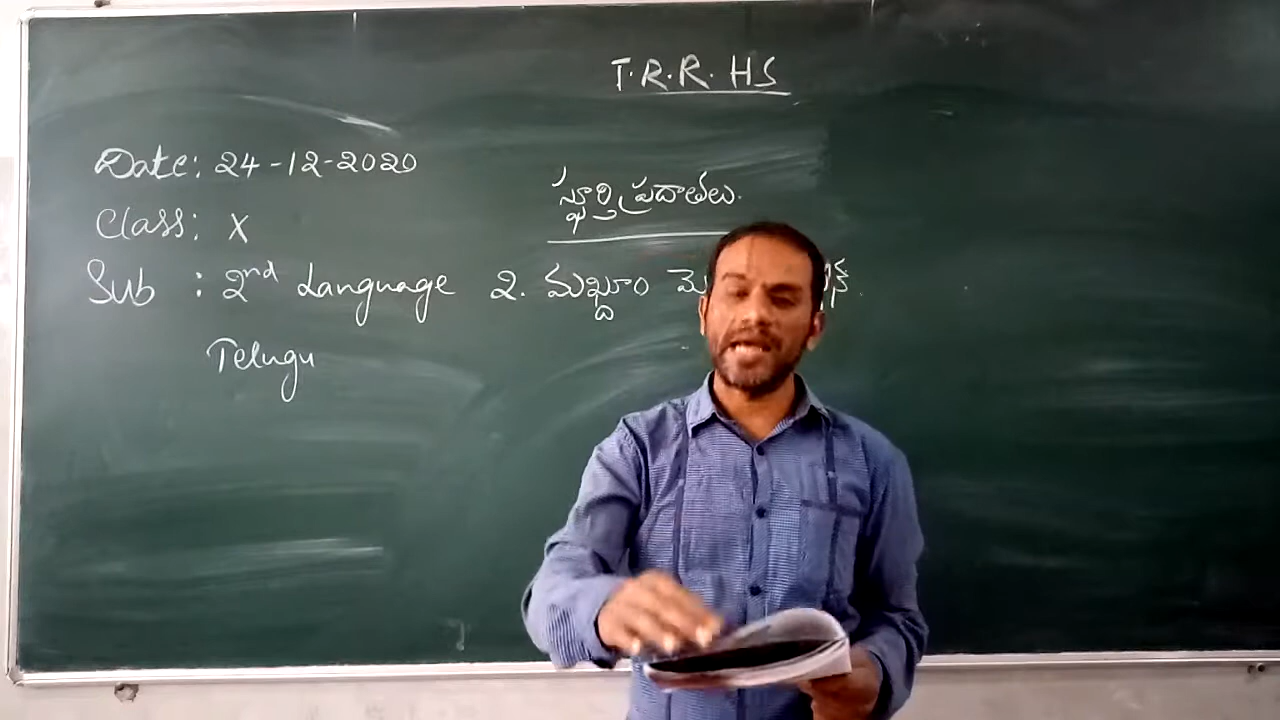 T.R.R. HS
Date: 24-12-2020
Class: X
స్ఫూర్తి ప్రదాతలు.
Sub : 2nd Language
2. మఖ్దూం
Telugu